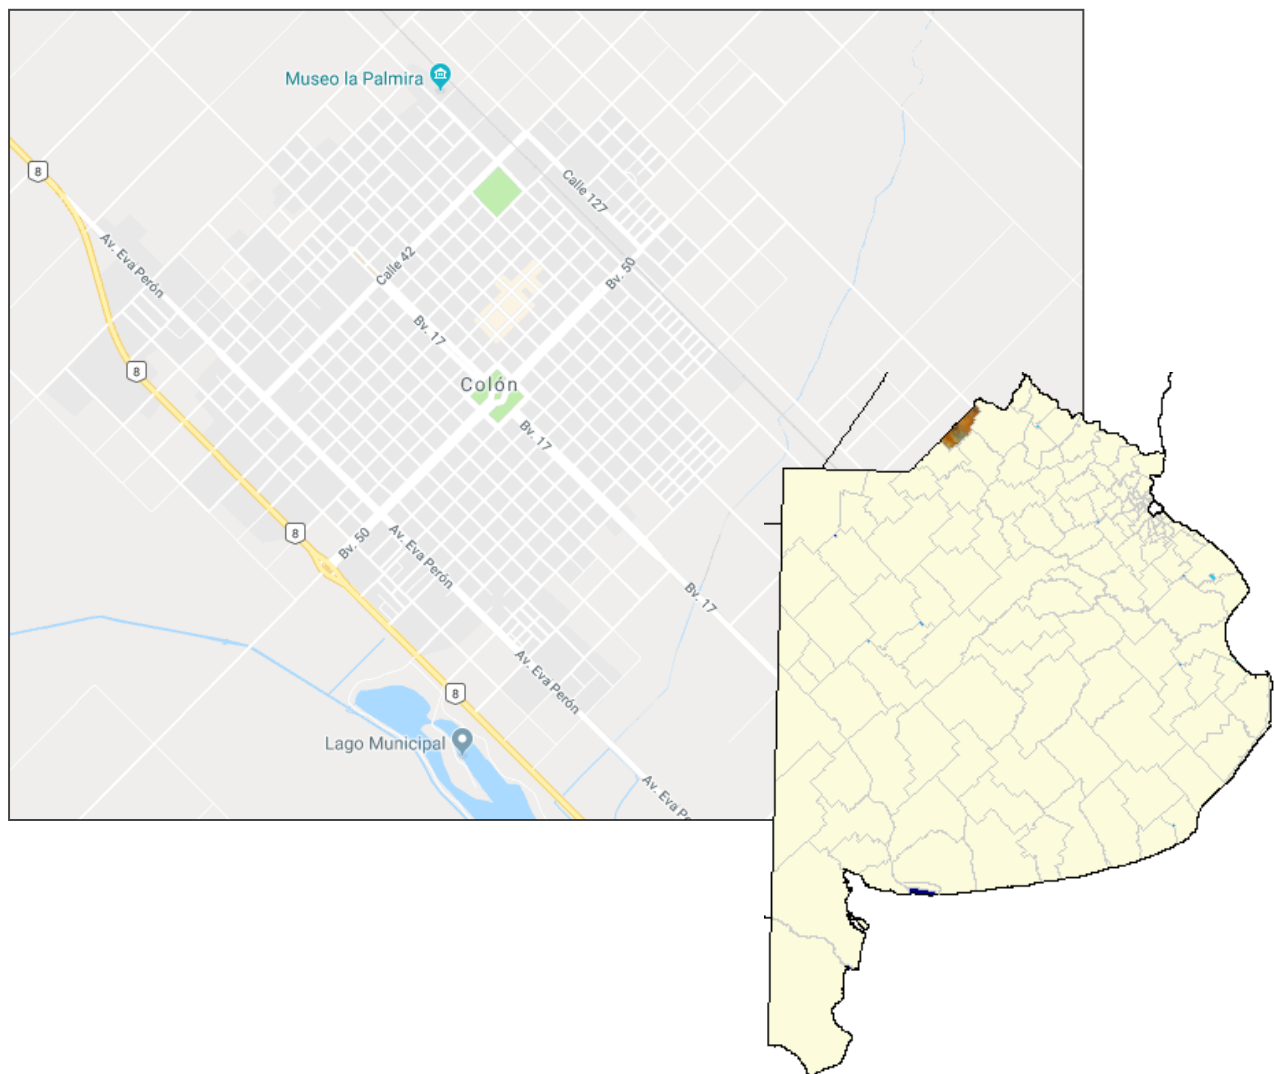 Museo la Palmira
8
Calle 127
Av. Eva Perón
Calle 42
Bv. 50
Bv. 17
8
Colón
Bv. 17
8
Bv. 50
Av. Eva Perón
Bv. 17
Av. Eva Perón
8
Lago Municipal
Av. Eva Pe